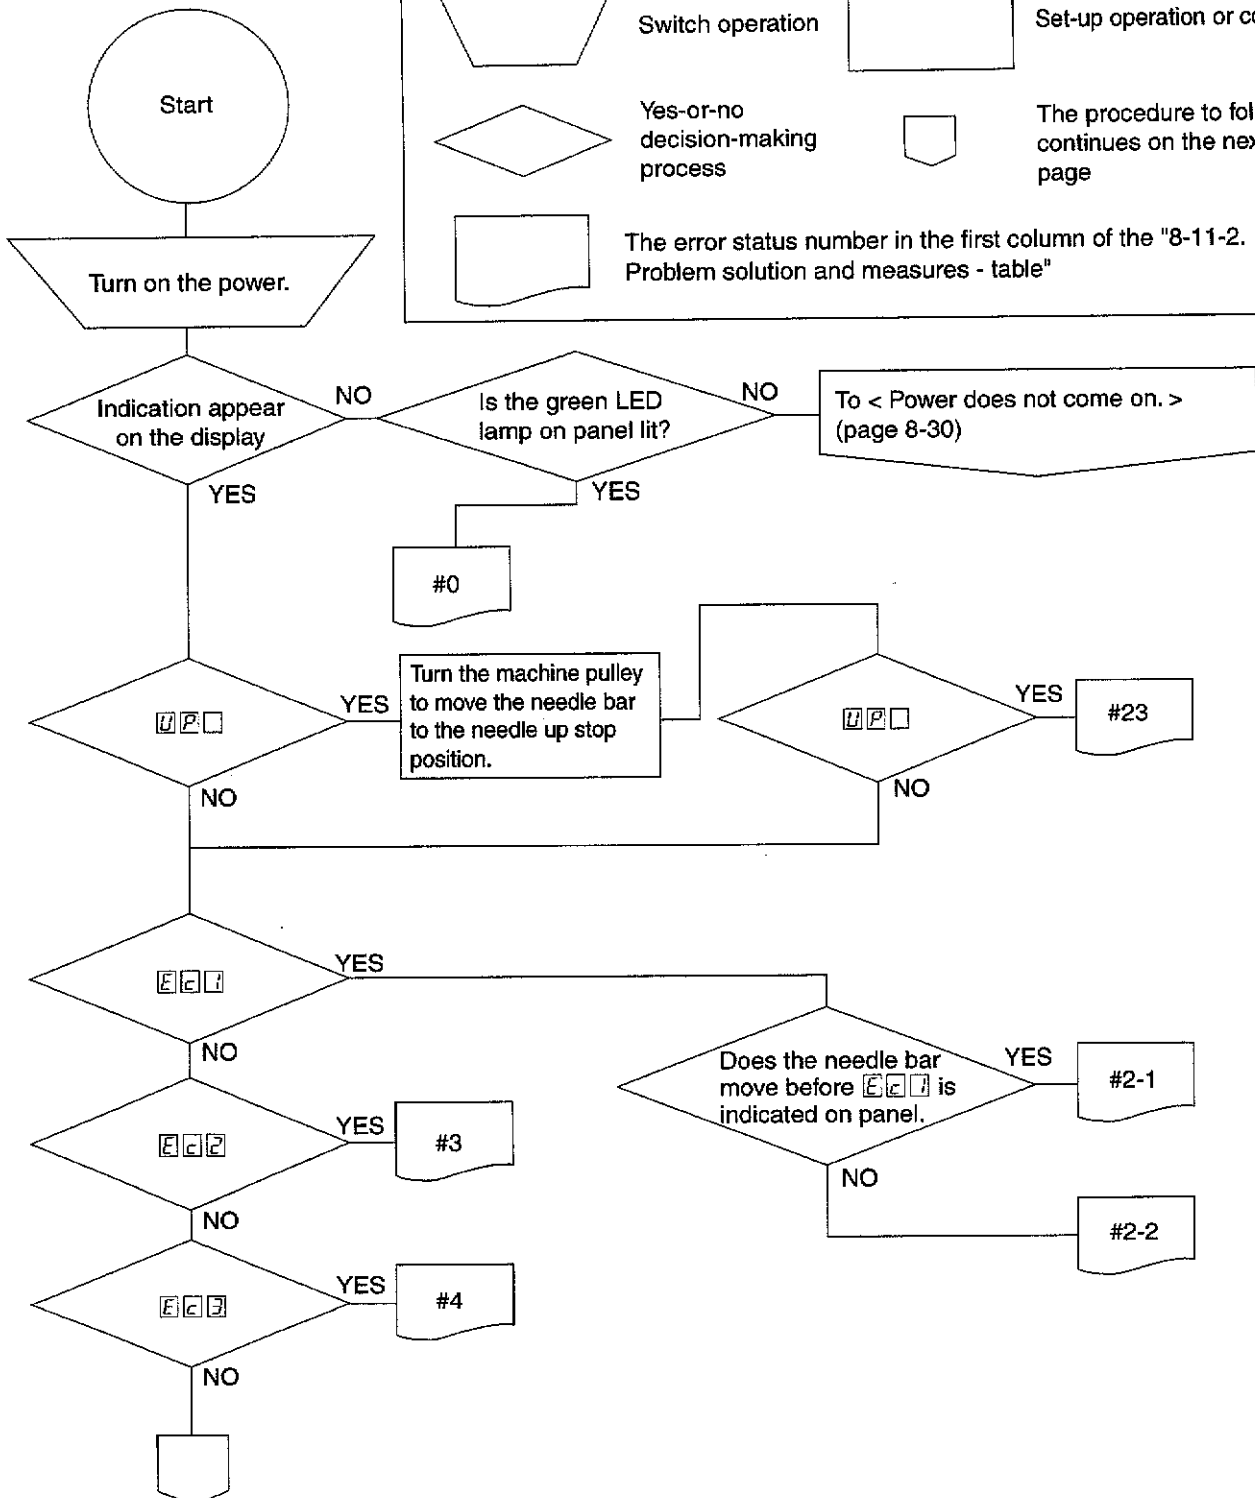 Switch operation
Set-up operation or
Start
Yes-or-no
decision-making
process
The procedure to
continues on the
page
The error status number in the first column of the "8-11-2.
Problem solution and measures - table"
Turn on the power.
Indication appear
on the display
NO
Is the green LED
lamp on panel lit?
NO
To < Power does not come on. >
(page 8-30)
YES
YES
#0
UP
YES
Turn the machine pulley
to move the needle bar
to the needle up stop
position.
UP
YES
#23
NO
NO
Ec1
YES
NO
Does the needle bar
move before Ec1 is
indicated on panel.
YES
#2-1
Ec2
YES
#3
NO
NO
#2-2
Ec3
YES
#4
NO